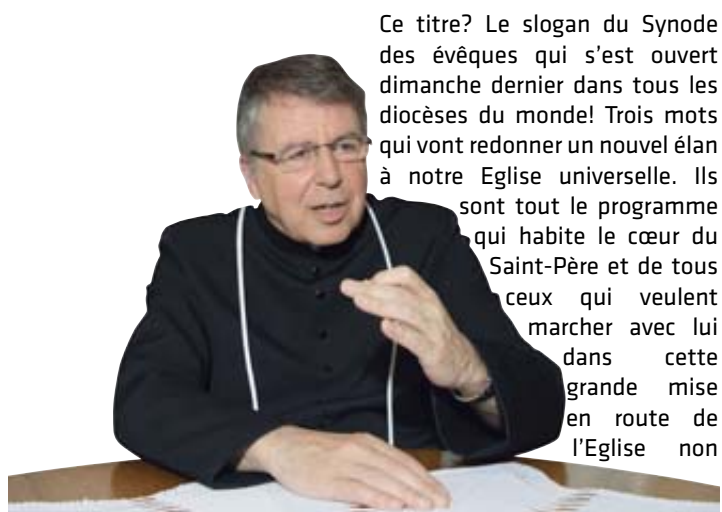 Ce titre? Le slogan du Synode
des évêques qui s’est ouvert
dimanche dernier dans tous les
diocèses du monde! Trois mots
qui vont redonner un nouvel élan
à notre Eglise universelle. Ils
sont tout le programme
qui habite le cœur du
Saint-Père et de tous
ceux qui veulent
marcher avec lui
dans cette
grande mise
en route de
l’Eglise non